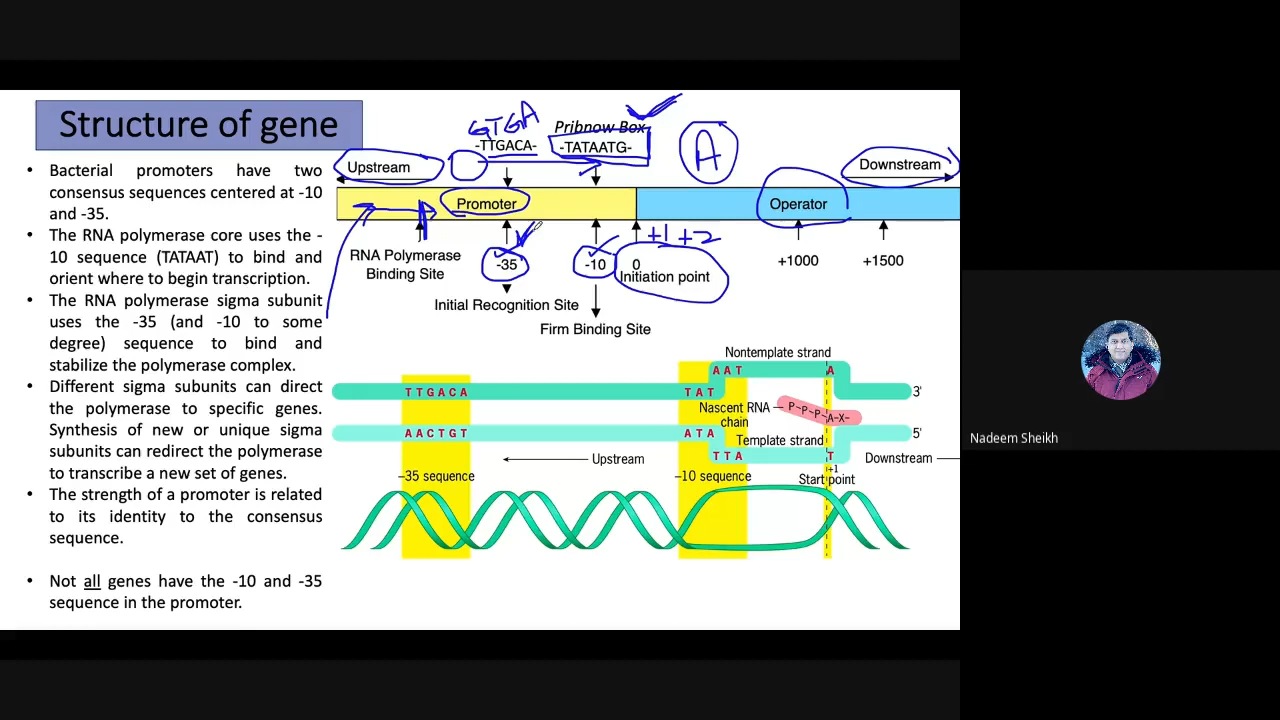 Structure of gene
• Bacterial promoters have two
consensus sequences centered at -10
and -35.
• The RNA polymerase core uses the -
10 sequence (TATAAT) to bind and
orient where to begin transcription.
• The RNA polymerase sigma subunit
uses the -35 (and -10 to some
degree) sequence to bind and
stabilize the polymerase complex.
• Different sigma subunits can direct
the polymerase to specific genes.
Synthesis of new or unique sigma
subunits can redirect the polymerase
to transcribe a new set of genes.
• The strength of a promoter is related
to its identity to the consensus
sequence.
• Not all genes have the -10 and -35
sequence in the promoter.
GTGA
Pribnow Box
-TTGACA-
-TATAATG-
A
Upstream
Downstream
Promoter
Operator
+1 +2
RNA Polymerase
Binding Site
-35
-10
0
Initiation point
+1000
+1500
Initial Recognition Site
Firm Binding Site
Nontemplate strand
A A T
A
T T G A C A
T A T
3'
Nascent RNA
chain
P~P~P~A-X-
A A C T G T
A T A
5'
Template strand
T T A
T
Upstream
Downstream
+1
–35 sequence
–10 sequence
Start point
Nadeem Sheikh